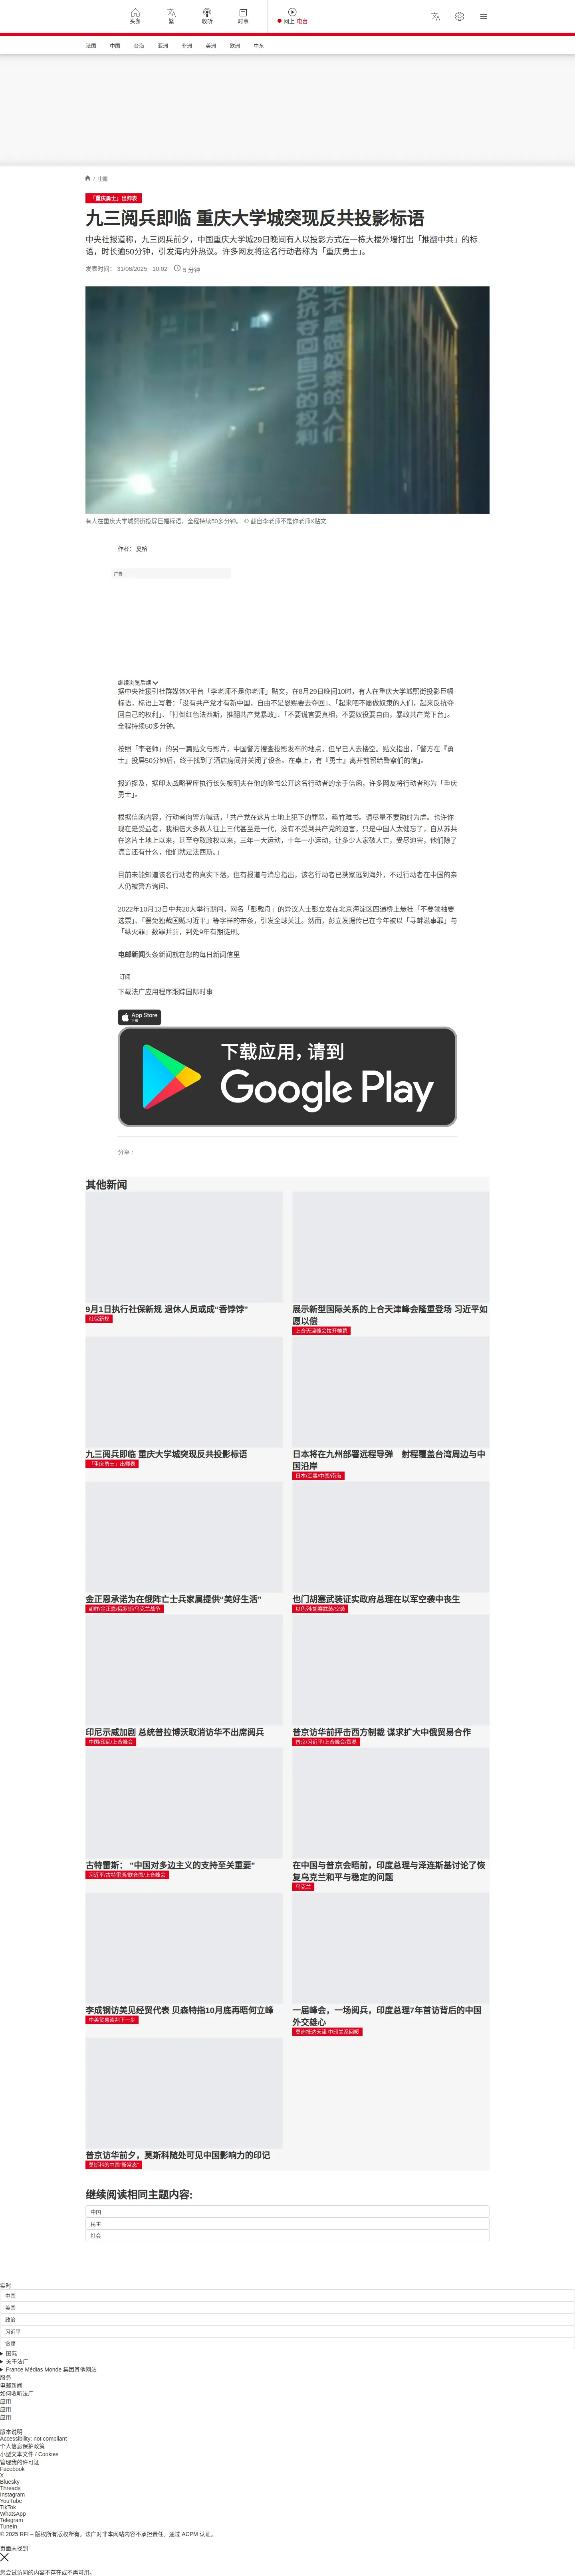 头条
繁
收听
时事
网上 电台
法国
中国
台海
亚洲
非洲
美洲
欧洲
中东
/ 中国
「重庆勇士」出师表
九三阅兵即临 重庆大学城突现反共投影标语
中央社报道称，九三阅兵前夕，中国重庆大学城29日晚间有人以投影方式在一栋大楼外墙打出「推翻中共」的标
语，时长逾50分钟，引发海内外热议。许多网友将这名行动者称为「重庆勇士」。
发表时间： 31/08/2025 - 10:02
5 分钟
不愿做奴隶的人们
反抗夺回自己的权利
有人在重庆大学城熙街投屏巨幅标语，全程持续50多分钟。 © 截自李老师不是你老师X贴文
作者： 夏榕
广告
继续浏览后续
据中央社援引社群媒体X平台「李老师不是你老师」贴文，在8月29日晚间10时，有人在重庆大学城熙街投影巨幅
标语，标语上写着：「没有共产党才有新中国，自由不是恩赐要去夺回」、「起来吧不愿做奴隶的人们，起来反抗夺
回自己的权利」、「打倒红色法西斯，推翻共产党暴政」、「不要谎言要真相，不要奴役要自由，暴政共产党下台」。
全程持续50多分钟。
按照「李老师」的另一篇贴文与影片，中国警方搜查投影发布的地点，但早已人去楼空。贴文指出，「警方在『勇
士』投屏50分钟后，终于找到了酒店房间并关闭了设备。在桌上，有『勇士』离开前留给警察们的信」。
报道提及，据印太战略智库执行长矢板明夫在他的脸书公开这名行动者的亲手信函，许多网友将行动者称为「重庆
勇士」。
根据信函内容，行动者向警方喊话，「共产党在这片土地上犯下的罪恶，罄竹难书。请尽量不要助纣为虐。也许你
现在是受益者，我相信大多数人往上三代甚至是一代，没有不受到共产党的迫害，只是中国人太健忘了，自从苏共
在这片土地上以来，甚至夺取政权以来，三年一大运动，十年一小运动，让多少人家破人亡，受尽迫害，他们除了
谎言还有什么，他们就是法西斯。」
目前未能知道该名行动者的真实下落。但有报道与消息指出，该名行动者已携家逃到海外，不过行动者在中国的亲
人仍被警方询问。
2022年10月13日中共20大举行期间，网名「彭载舟」的异议人士彭立发在北京海淀区四通桥上悬挂「不要领袖要
选票」、「罢免独裁国贼习近平」等字样的布条，引发全球关注。然而，彭立发据传已在今年被以「寻衅滋事罪」与
「纵火罪」数罪并罚，判处9年有期徒刑。
电邮新闻头条新闻就在您的每日新闻信里
订阅
下载法广应用程序跟踪国际时事
App Store
下载
下载应用，请到
Google Play
分享 :
其他新闻
9月1日执行社保新规 退休人员或成“香饽饽”
社保新规
展示新型国际关系的上合天津峰会隆重登场 习近平如
愿以偿
上合天津峰会拉开帷幕
九三阅兵即临 重庆大学城突现反共投影标语
「重庆勇士」出师表
日本将在九州部署远程导弹　射程覆盖台湾周边与中
国沿岸
日本/军事/中国/南海
金正恩承诺为在俄阵亡士兵家属提供“美好生活”
朝鲜/金正恩/俄罗斯/乌克兰战争
也门胡塞武装证实政府总理在以军空袭中丧生
以色列/胡赛武装/空袭
印尼示威加剧 总统普拉博沃取消访华不出席阅兵
中国/印尼/上合峰会
普京访华前抨击西方制裁 谋求扩大中俄贸易合作
普京/习近平/上合峰会/贸易
古特雷斯： “中国对多边主义的支持至关重要”
习近平/古特雷斯/联合国/上合峰会
在中国与普京会晤前，印度总理与泽连斯基讨论了恢
复乌克兰和平与稳定的问题
乌克兰
李成钢访美见经贸代表 贝森特指10月底再晤何立峰
中美贸易谈判下一步
一届峰会，一场阅兵，印度总理7年首访背后的中国
外交雄心
莫迪抵达天津 中印关系回暖
普京访华前夕，莫斯科随处可见中国影响力的印记
莫斯科的中国“新常态”
继续阅读相同主题内容:
中国
民主
社会
实时
中国
美国
政治
习近平
贪腐
国际
关于法广
France Médias Monde 集团其他网站
服务
电邮新闻
如何收听法广
应用
应用
应用
版本说明
Accessibility: not compliant
个人信息保护政策
小型文本文件 / Cookies
管理我的许可证
Facebook
X
Bluesky
Threads
Instagram
YouTube
TikTok
WhatsApp
Telegram
TuneIn
© 2025 RFI – 版权所有版权所有。法广对非本网站内容不承担责任。通过 ACPM 认证。
页面未找到
您尝试访问的内容不存在或不再可用。